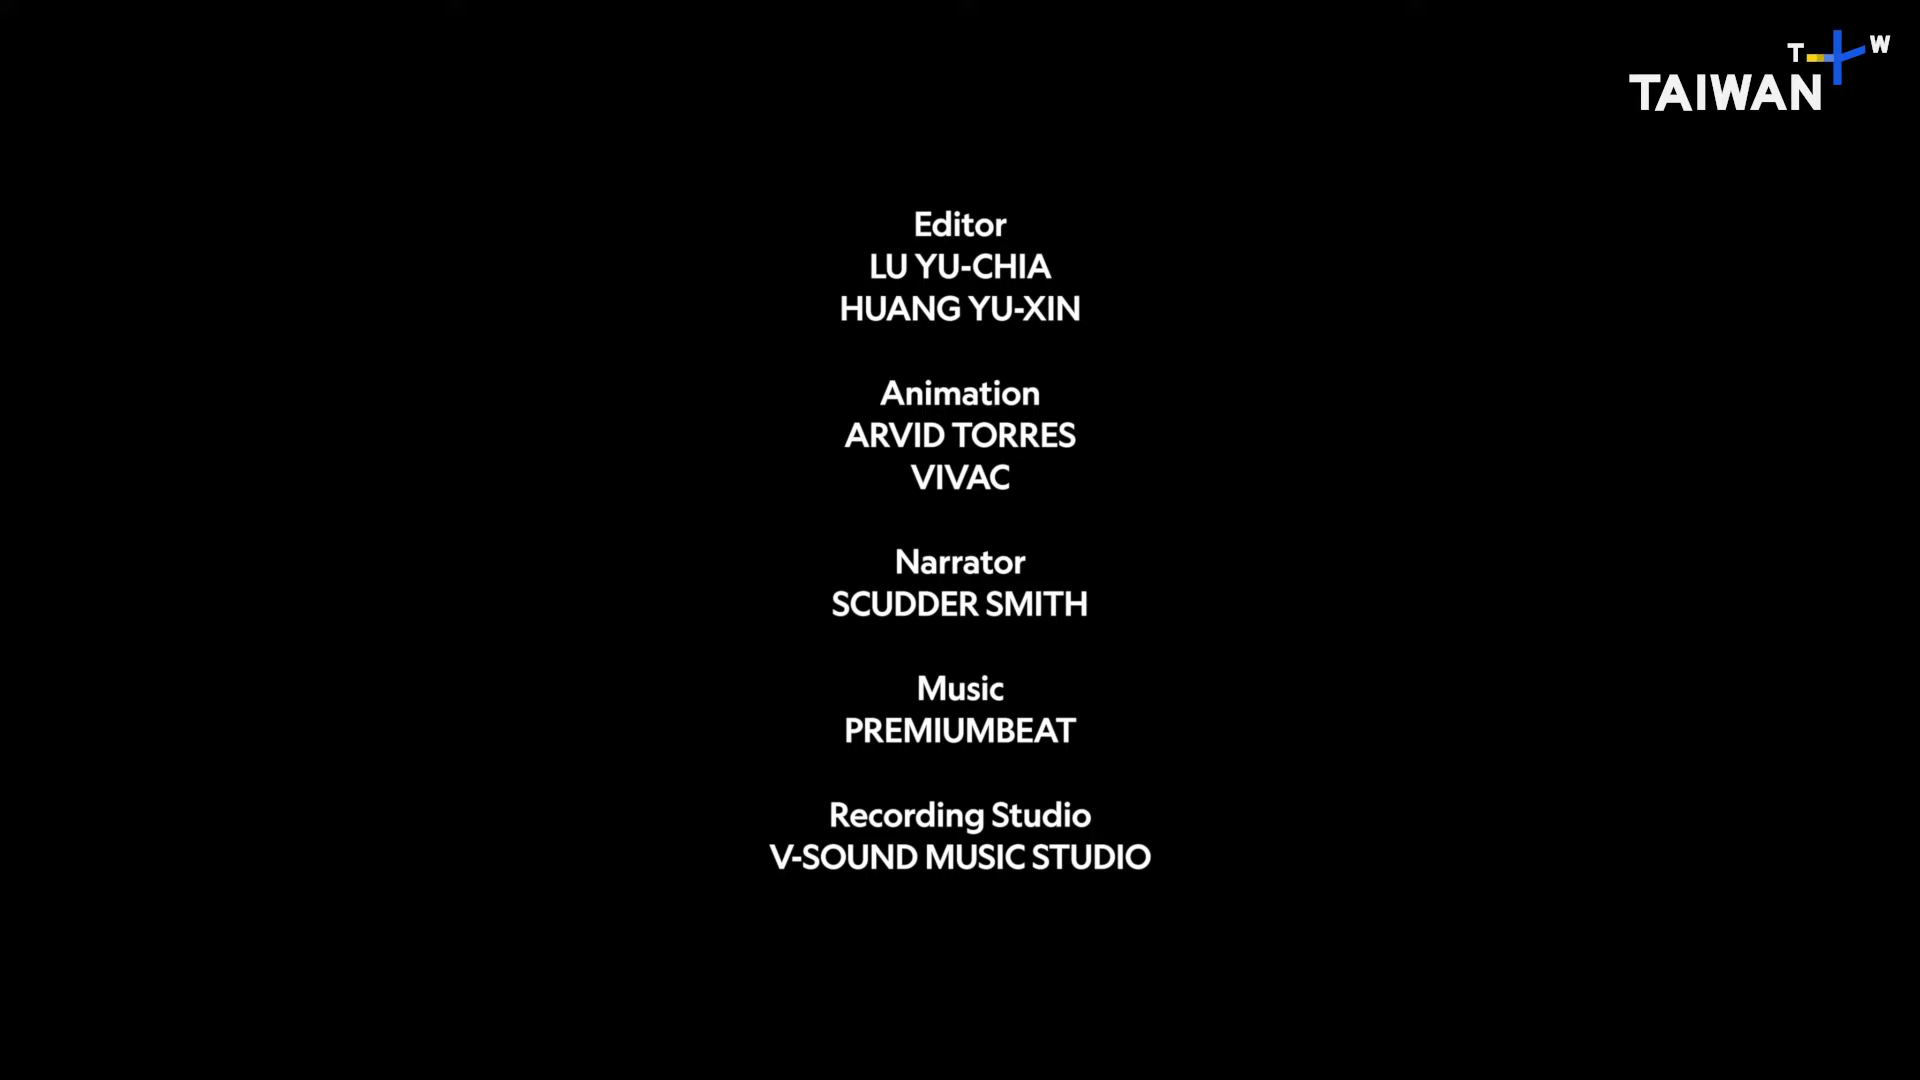 T W
TAIWAN
Editor
LU YU-CHIA
HUANG YU-XIN
Animation
ARVID TORRES
VIVAC
Narrator
SCUDDER SMITH
Music
PREMIUMBEAT
Recording Studio
V-SOUND MUSIC STUDIO